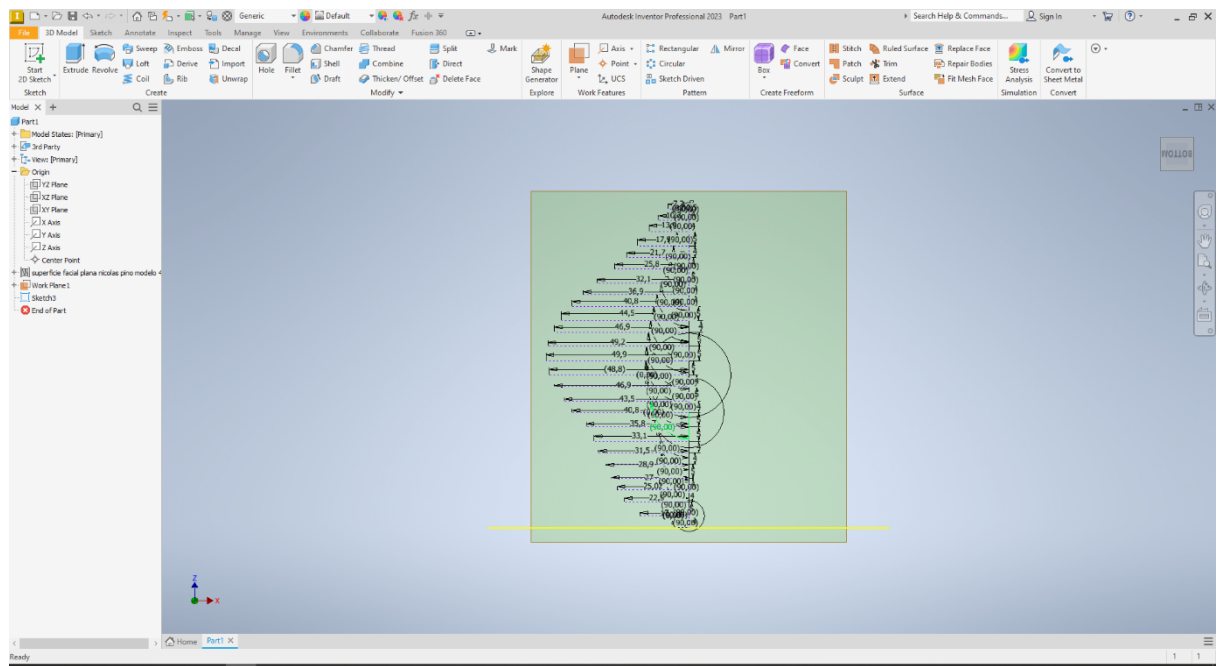 Generic Default fx Autodesk Inventor Professional 2023 Part1 Search Help & Commands... Sign In
File 3D Model Sketch Annotate Inspect Tools Manage View Environments Collaborate Fusion 360
Start 2D Sketch
Extrude Revolve
Sweep Emboss Decal
Loft Derive Import
Coil Rib Unwrap
Hole Fillet
Chamfer Thread Split Mark
Shell Combine Direct
Draft Thicken/ Offset Delete Face
Shape Generator
Plane
Axis
Point
UCS
Rectangular Mirror
Circular
Sketch Driven
Box
Face
Convert
Stitch Ruled Surface Replace Face
Patch Trim Repair Bodies
Sculpt Extend Fit Mesh Face
Stress Analysis
Convert to Sheet Metal
Sketch Create Modify Explore Work Features Pattern Create Freeform Surface Simulation Convert
Model
Part1
Model States: [Primary]
3rd Party
View: [Primary]
Origin
YZ Plane
XZ Plane
XY Plane
X Axis
Y Axis
Z Axis
Center Point
superficie facial plana nicolas pino modelo 4
Work Plane1
Sketch3
End of Part
BOTTOM
17,9
21,7
25,8
32,1
36,9
40,8
44,5
46,9
49,2
49,9
(48,8)
46,9
43,5
40,8
35,8
33,1
31,5
28,9
27
(90,00)
Z
X
Home Part1
Ready 1 1